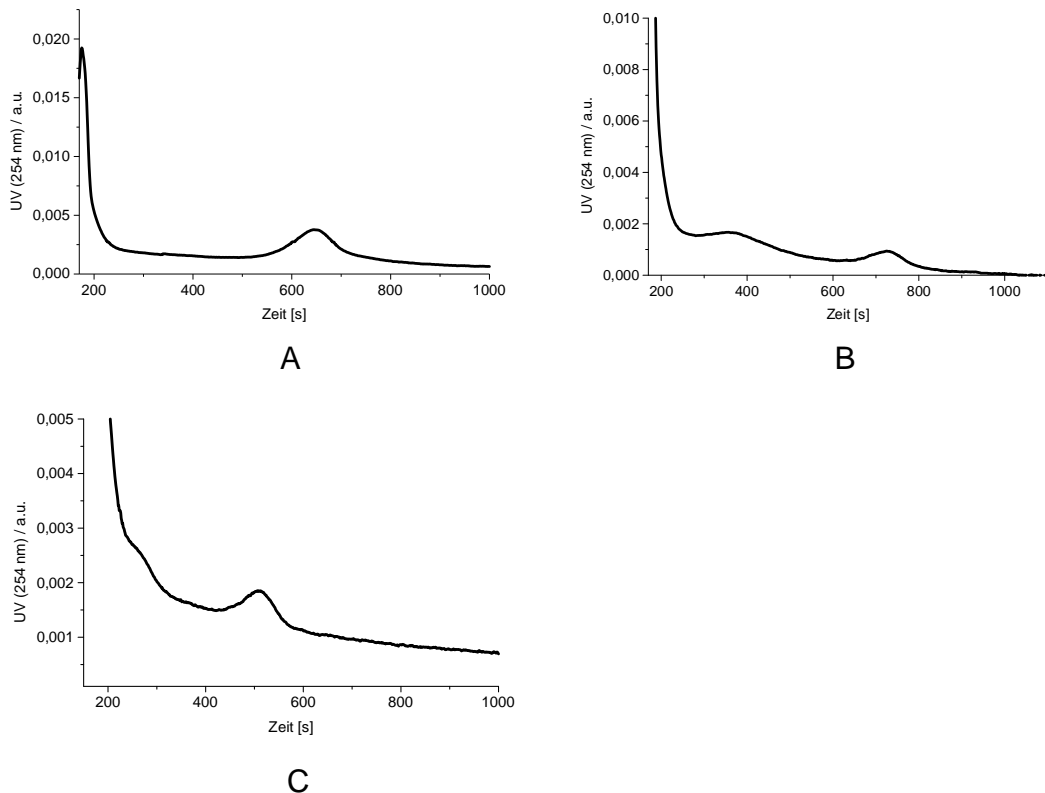 0,020
0,015
0,010
0,005
0,000
UV (254 nm) / a.u.
200 400 600 800 1000
Zeit [s]
A
0,010
0,008
0,006
0,004
0,002
0,000
UV (254 nm) / a.u.
200 400 600 800 1000
Zeit [s]
B
0,005
0,004
0,003
0,002
0,001
UV (254 nm) / a.u.
200 400 600 800 1000
Zeit [s]
C